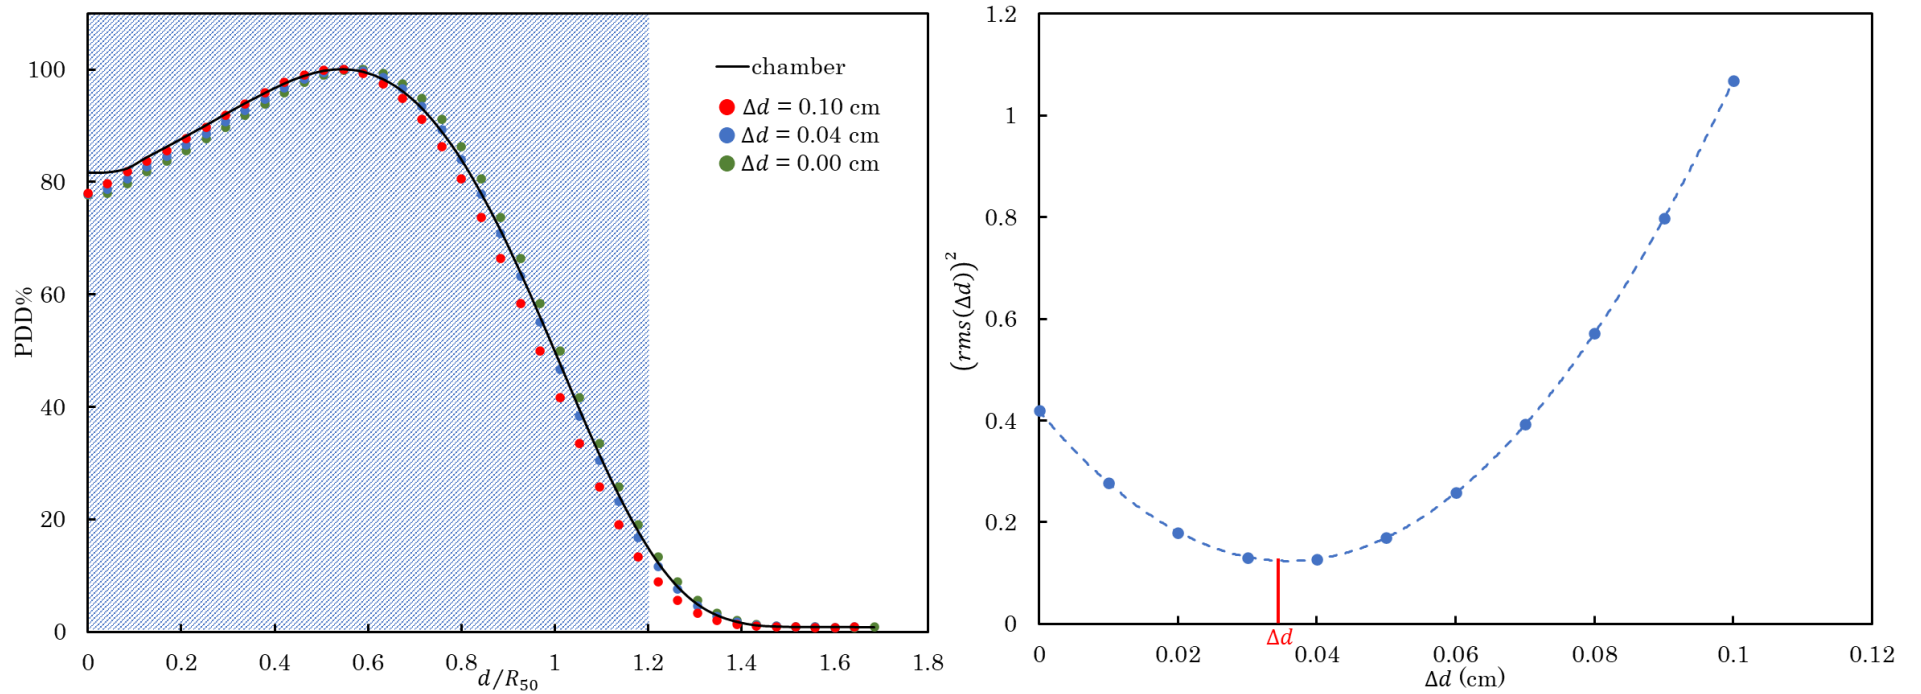 100
80
60
40
20
0
PDD%
0 0.2 0.4 0.6 0.8 1 1.2 1.4 1.6 1.8
d/R₅₀
chamber
Δd = 0.10 cm
Δd = 0.04 cm
Δd = 0.00 cm
1.2
1
0.8
0.6
0.4
0.2
0
(rms(Δd))²
Δd
0 0.02 0.04 0.06 0.08 0.1 0.12
Δd (cm)